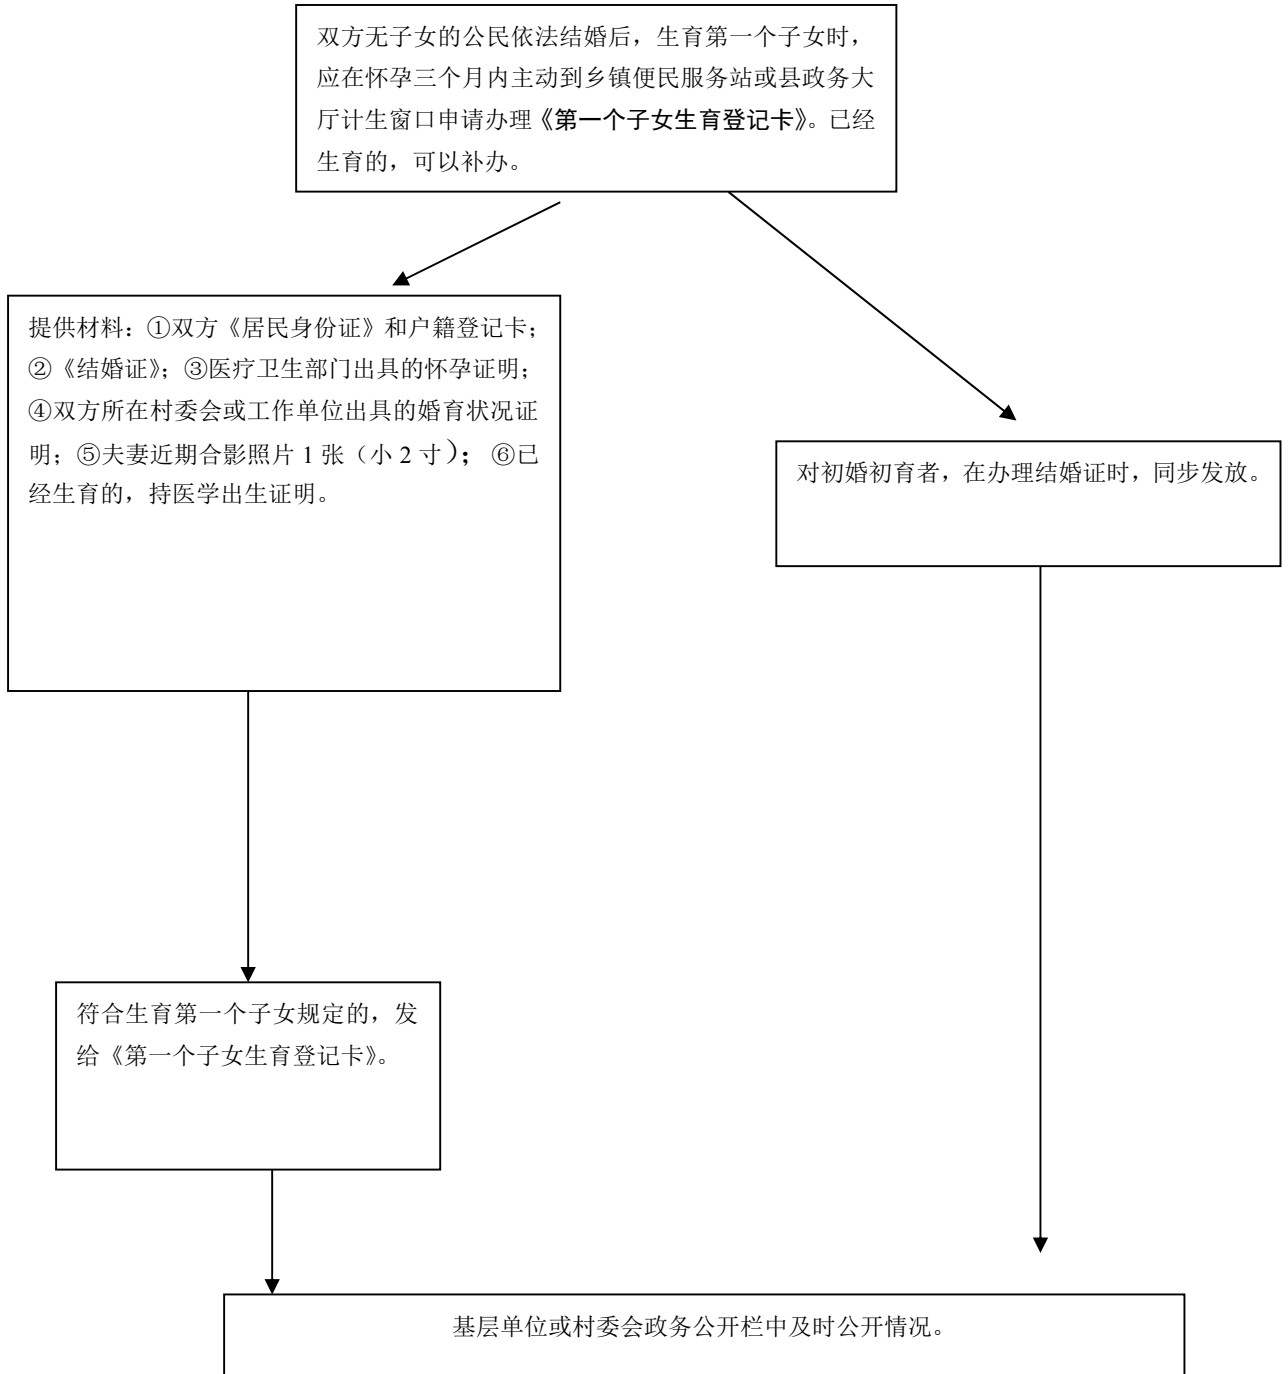 双方无子女的公民依法结婚后，生育第一个子女时，
应在怀孕三个月内主动到乡镇便民服务站或县政务大
厅计生窗口申请办理《第一个子女生育登记卡》。已经
生育的，可以补办。
提供材料：①双方《居民身份证》和户籍登记卡；
②《结婚证》；③医疗卫生部门出具的怀孕证明；
④双方所在村委会或工作单位出具的婚育状况证
明；⑤夫妻近期合影照片 1 张（小 2 寸）； ⑥已
经生育的，持医学出生证明。
对初婚初育者，在办理结婚证时，同步发放。
符合生育第一个子女规定的，发
给《第一个子女生育登记卡》。
基层单位或村委会政务公开栏中及时公开情况。